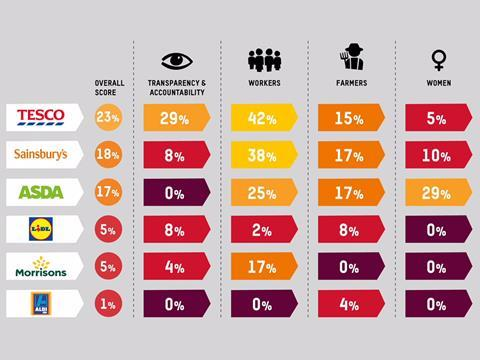 OVERALL SCORE
TRANSPARENCY & ACCOUNTABILITY
WORKERS
FARMERS
WOMEN
TESCO 23% 29% 42% 15% 5%
Sainsbury's 18% 8% 38% 17% 10%
ASDA 17% 0% 25% 17% 29%
LIDL 5% 8% 2% 8% 0%
Morrisons 5% 4% 17% 0% 0%
ALDI 1% 0% 0% 4% 0%